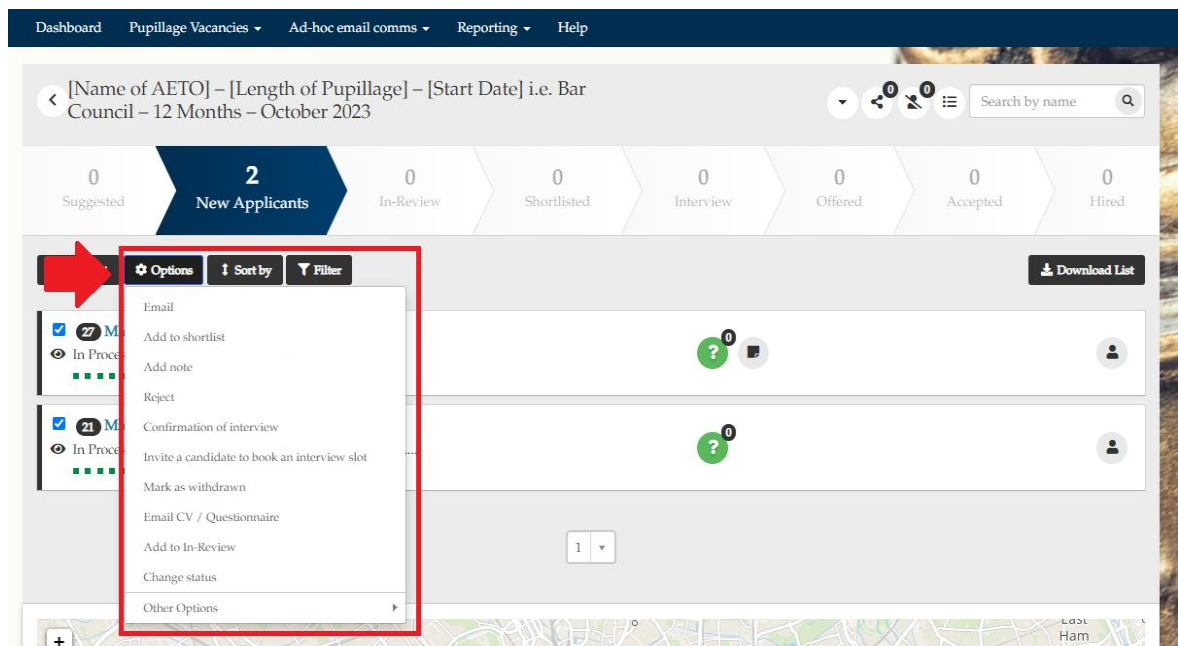 Dashboard Pupillage Vacancies Ad-hoc email comms Reporting Help
[Name of AETO] – [Length of Pupillage] – [Start Date] i.e. Bar
Council – 12 Months – October 2023
0 0 Search by name
0 2 0 0 0 0 0 0
Suggested New Applicants In-Review Shortlisted Interview Offered Accepted Hired
Options Sort by Filter Download List
Email
Add to shortlist
Add note
Reject
Confirmation of interview
Invite a candidate to book an interview slot
Mark as withdrawn
Email CV / Questionnaire
Add to In-Review
Change status
Other Options
27
In
? 0
21
In
....
? 0
1
+
East
Ham